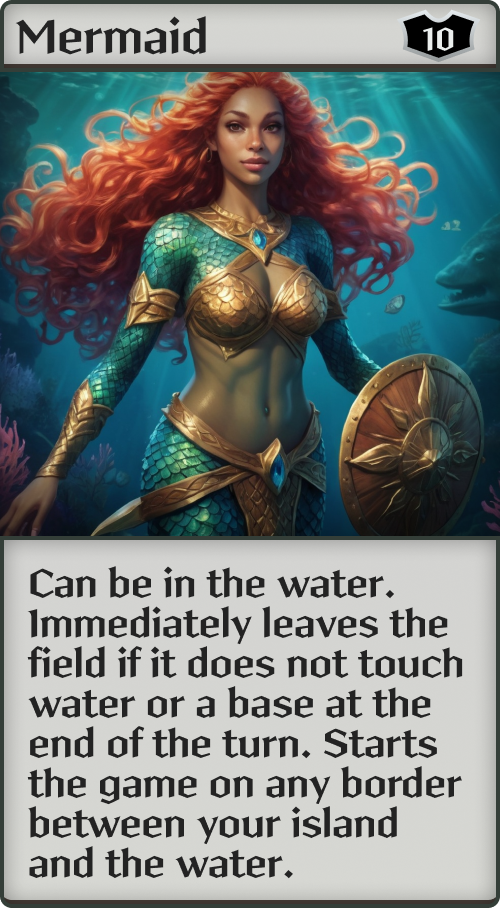 Mermaid
10
Can be in the water.
Immediately leaves the
field if it does not touch
water or a base at the
end of the turn. Starts
the game on any border
between your island
and the water.